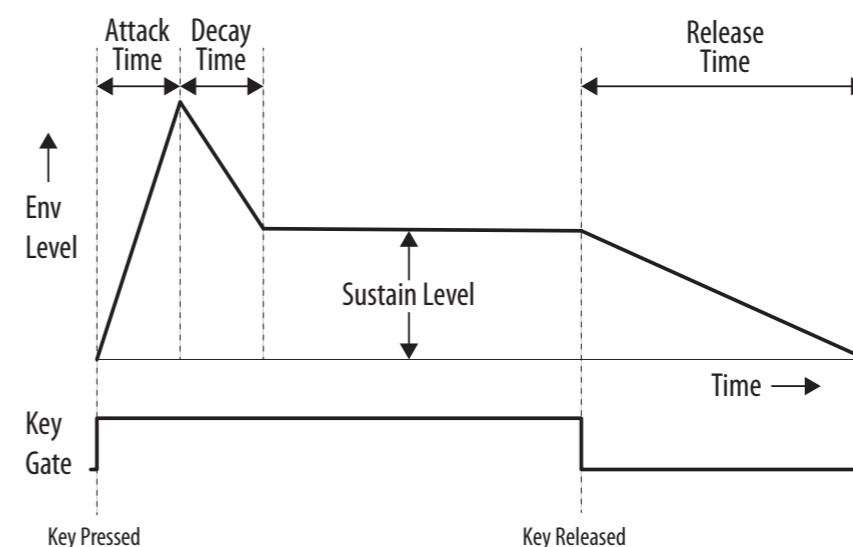 Attack
Time
Decay
Time
Release
Time
Env
Level
Sustain Level
Time
Key
Gate
Key Pressed
Key Released